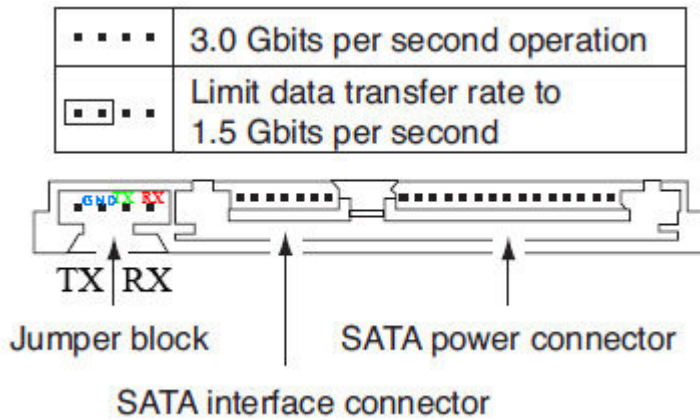 3.0 Gbits per second operation
Limit data transfer rate to
1.5 Gbits per second
GND TX RX
TX RX
Jumper block
SATA power connector
SATA interface connector